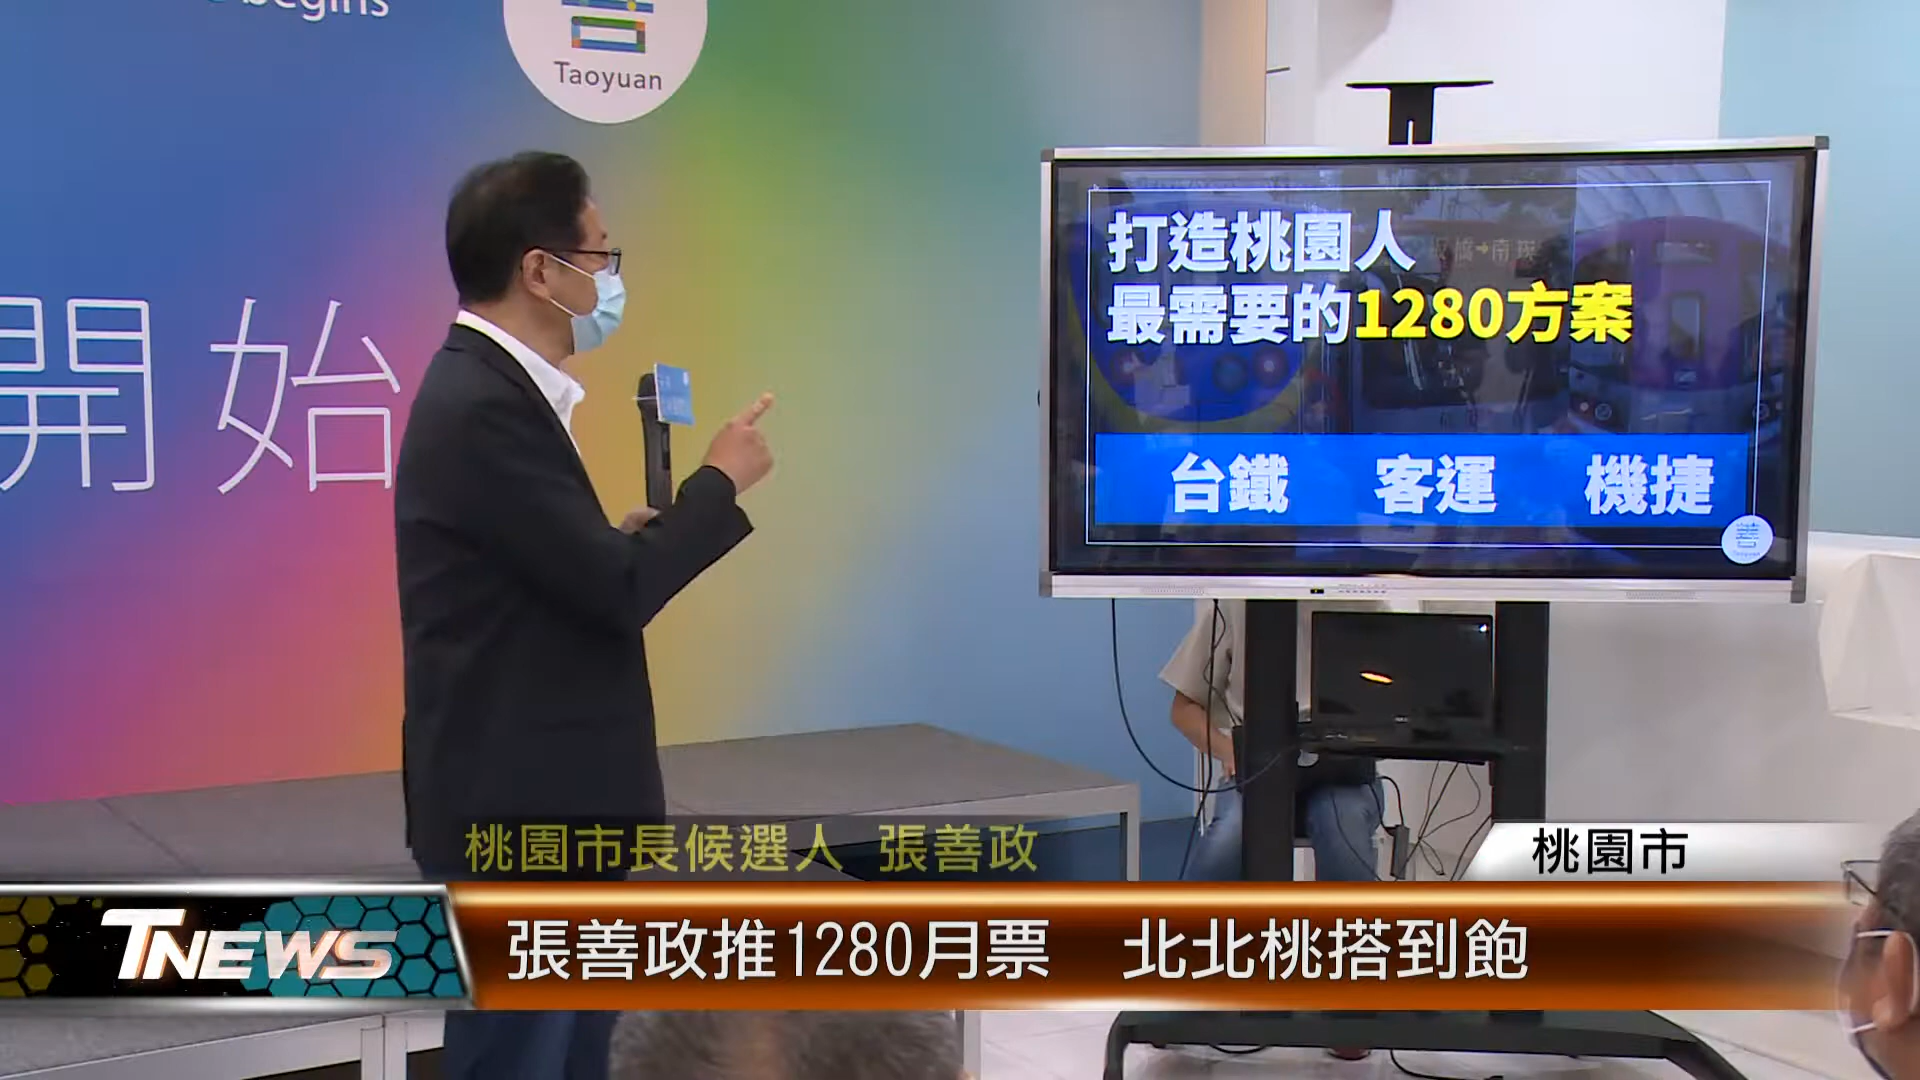 begins
Taoyuan
開始
打造桃園人
最需要的1280方案
台鐵 客運 機捷
桃園市長候選人 張善政
桃園市
TNEWS
張善政推1280月票 北北桃搭到飽